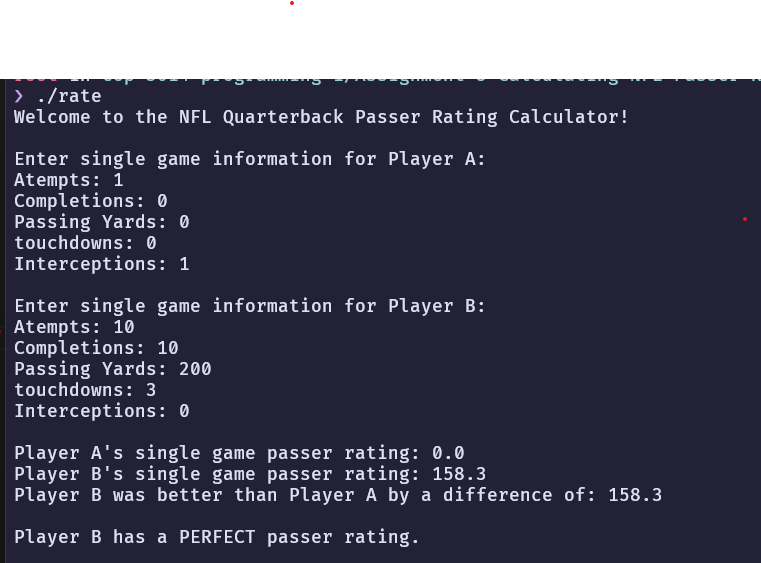 ❯ ./rate
Welcome to the NFL Quarterback Passer Rating Calculator!
Enter single game information for Player A:
Atempts: 1
Completions: 0
Passing Yards: 0
touchdowns: 0
Interceptions: 1
Enter single game information for Player B:
Atempts: 10
Completions: 10
Passing Yards: 200
touchdowns: 3
Interceptions: 0
Player A's single game passer rating: 0.0
Player B's single game passer rating: 158.3
Player B was better than Player A by a difference of: 158.3
Player B has a PERFECT passer rating.